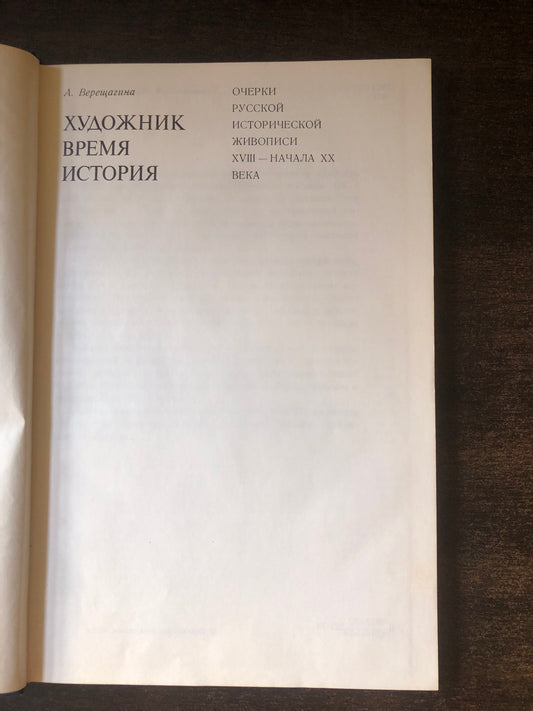 А. Верещагина
ХУДОЖНИК
ВРЕМЯ
ИСТОРИЯ
ОЧЕРКИ
РУССКОЙ
ИСТОРИЧЕСКОЙ
ЖИВОПИСИ
XVIII — НАЧАЛА XX
ВЕКА